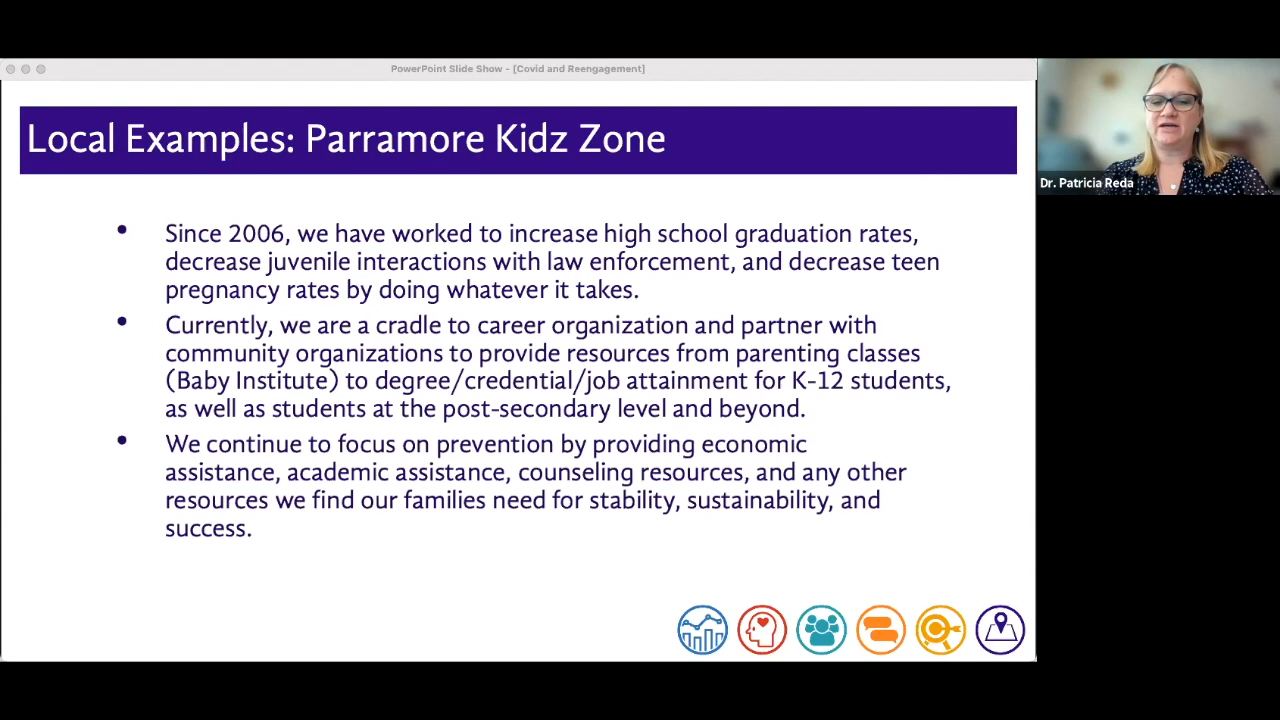 PowerPoint Slide Show - [Covid and Reengagement]
Local Examples: Parramore Kidz Zone
• Since 2006, we have worked to increase high school graduation rates,
decrease juvenile interactions with law enforcement, and decrease teen
pregnancy rates by doing whatever it takes.
• Currently, we are a cradle to career organization and partner with
community organizations to provide resources from parenting classes
(Baby Institute) to degree/credential/job attainment for K-12 students,
as well as students at the post-secondary level and beyond.
• We continue to focus on prevention by providing economic
assistance, academic assistance, counseling resources, and any other
resources we find our families need for stability, sustainability, and
success.
Dr. Patricia Reda